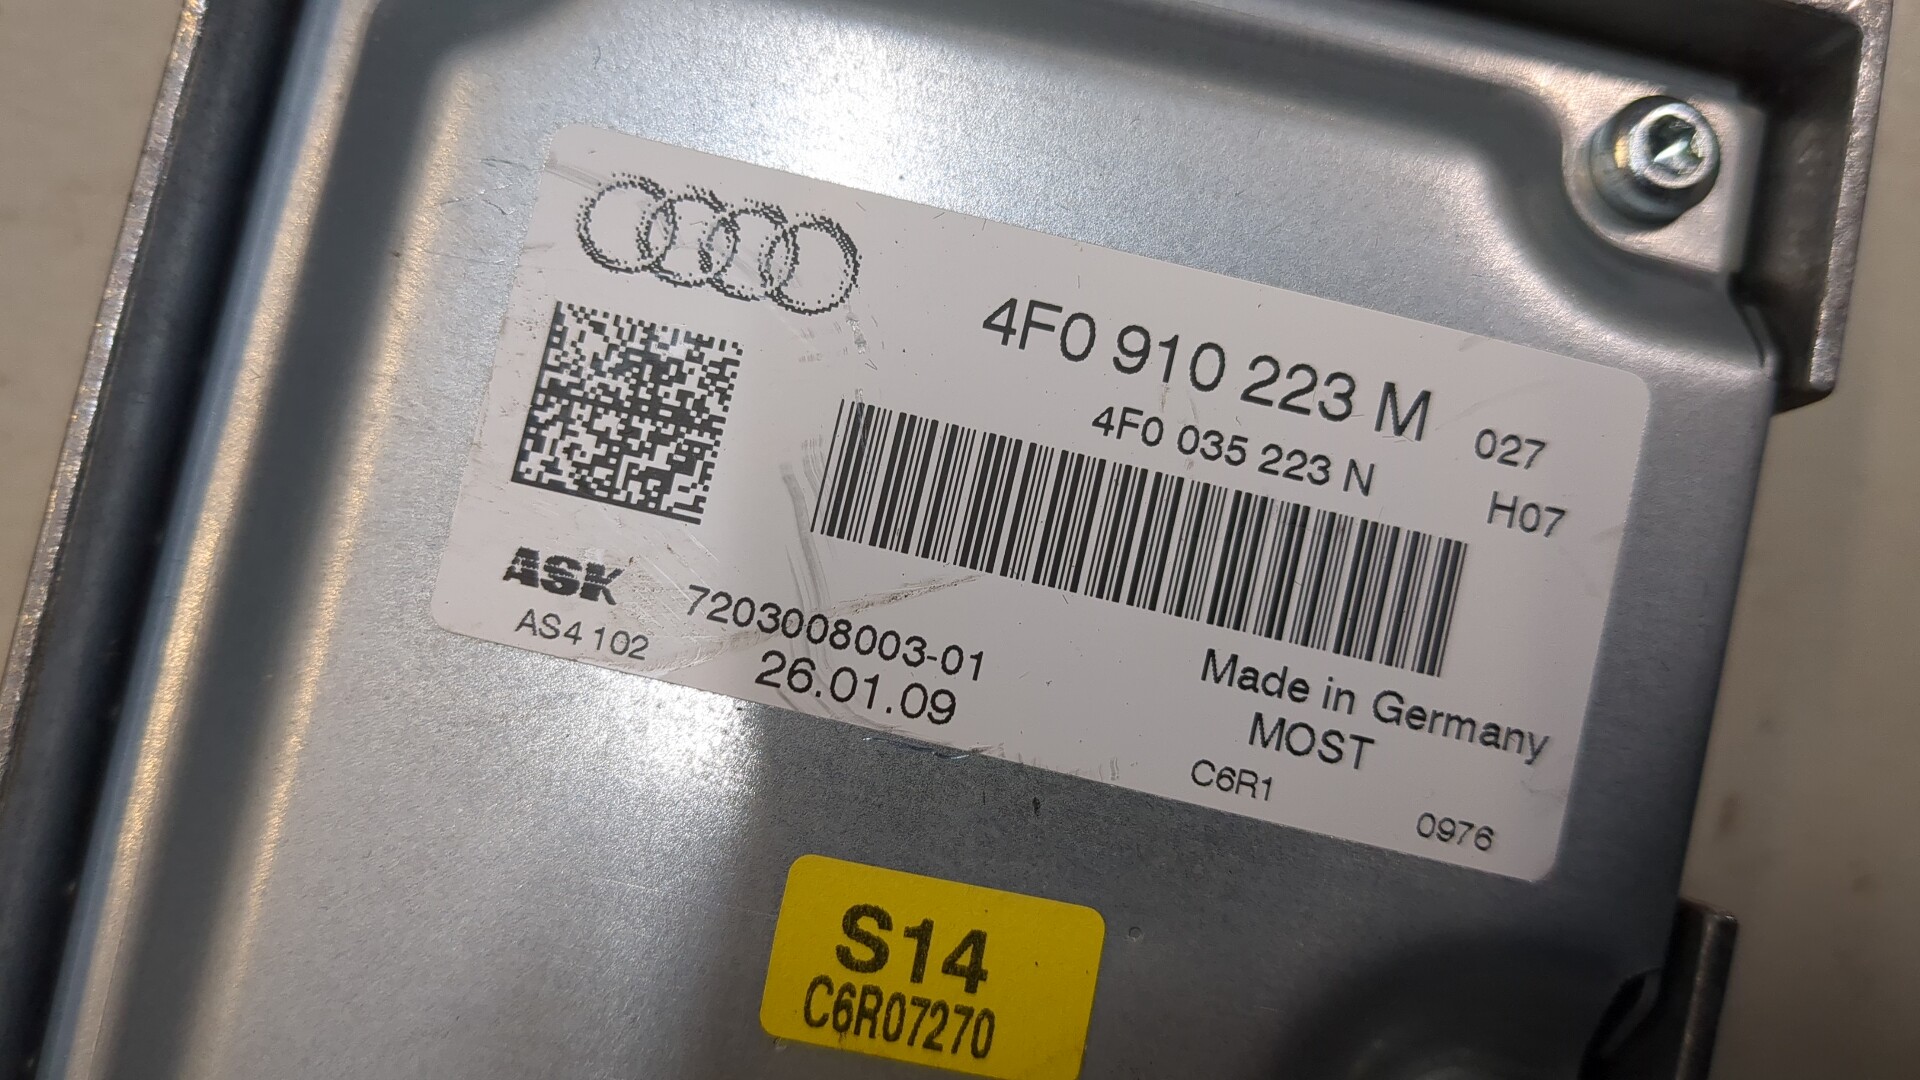 4F0 910 223 M 027
4F0 035 223 N H07
ASK 7203008003-01
AS4 102 26.01.09
Made in Germany
MOST
C6R1
0976
S14
C6R07270